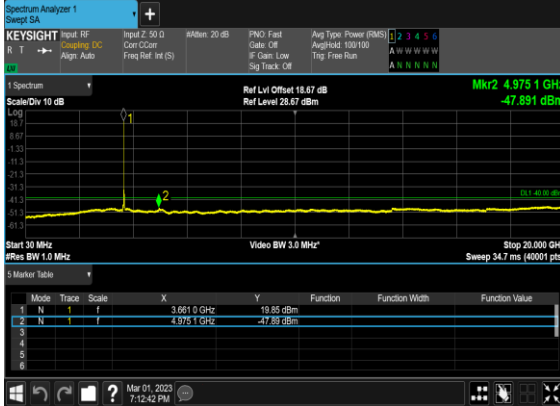 Spectrum Analyzer 1
Swept SA
+
KEYSIGHT Input: RF Input Z: 50 Ω #Atten: 20 dB PNO: Fast Avg Type: Power (RMS) 1 2 3 4 5 6
R T Coupling: DC Corr CCorr Gate: Off Avg|Hold: 100/100 A W W W W W
Align: Auto Freq Ref: Int (S) IF Gain: Low Trig: Free Run
Sig Track: Off A N N N N N
1 Spectrum
Scale/Div 10 dB
Ref Lvl Offset 18.67 dB
Ref Level 28.67 dBm
Mkr2 4.975 1 GHz
-47.891 dBm
Log
18.7
8.67
-1.33
-11.3
-21.3
-31.3
-41.3
-51.3
-61.3
1
2
DL1 -40.00 dBm
Start 30 MHz Video BW 3.0 MHz* Stop 20.000 GH
#Res BW 1.0 MHz Sweep 34.7 ms (40001 pts
5 Marker Table
Mode Trace Scale X Y Function Function Width Function Value
1 N 1 f 3.661 0 GHz 19.85 dBm
2 N 1 f 4.975 1 GHz -47.89 dBm
3
4
5
6
? Mar 01, 2023
7:12:42 PM